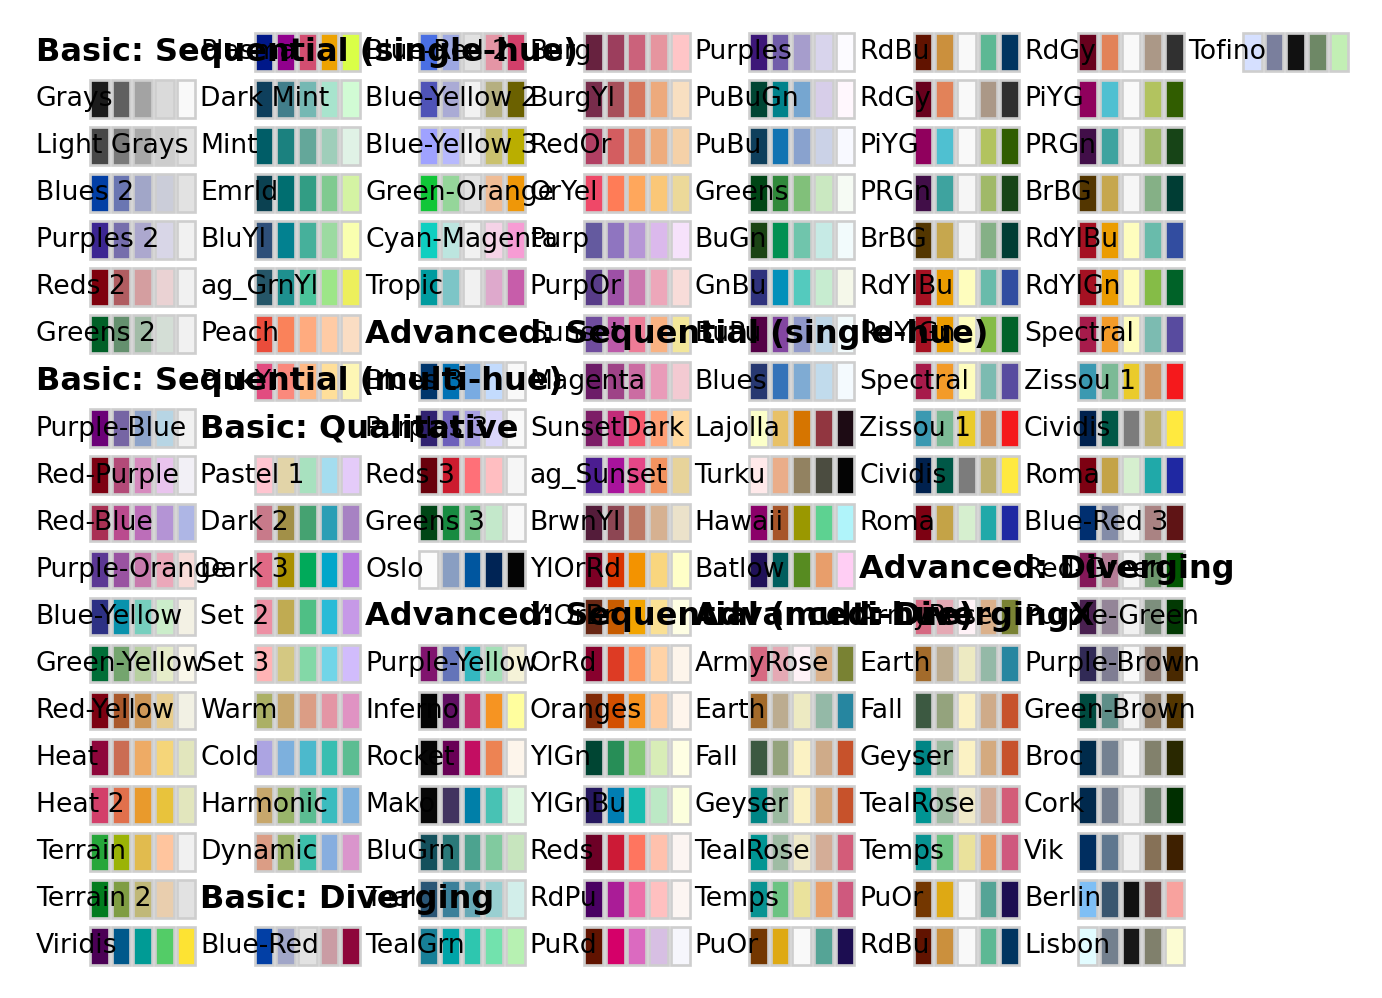 Basic: Sequential (single-hue)
Grays
Light Grays
Blues 2
Purples 2
Reds 2
Greens 2
Basic: Sequential (multi-hue)
Purple-Blue
Red-Purple
Red-Blue
Purple-Orange
Blue-Yellow
Green-Yellow
Red-Yellow
Heat
Heat 2
Terrain
Terrain 2
Viridis
Plasma
Dark Mint
Mint
Emrld
BluYl
ag_GrnYl
Peach
PinkYl
Basic: Qualitative
Pastel 1
Dark 2
Dark 3
Set 2
Set 3
Warm
Cold
Harmonic
Dynamic
Basic: Diverging
Blue-Red
Blue-Red 2
Blue-Yellow 2
Blue-Yellow 3
Green-Orange
Cyan-Magenta
Tropic
Advanced: Sequential (single-hue)
Blues 3
Purples 3
Reds 3
Greens 3
Oslo
Advanced: Sequential (multi-hue)
Purple-Yellow
Inferno
Rocket
Mako
BluGrn
Teal
TealGrn
Burg
BurgYl
RedOr
OrYel
Purp
PurpOr
Sunset
Magenta
SunsetDark
ag_Sunset
BrwnYl
YlOrRd
YlOrBr
OrRd
Oranges
YlGn
YlGnBu
Reds
RdPu
PuRd
Purples
PuBuGn
PuBu
Greens
BuGn
GnBu
BuPu
Blues
Lajolla
Turku
Hawaii
Batlow
Advanced: DivergingX
ArmyRose
Earth
Fall
Geyser
TealRose
Temps
PuOr
RdBu
RdGy
PiYG
PRGn
BrBG
RdYlBu
RdYlGn
Spectral
Zissou 1
Cividis
Roma
Advanced: Diverging
ArmyRose
Earth
Fall
Geyser
TealRose
Temps
PuOr
RdBu
RdGy
PiYG
PRGn
BrBG
RdYlBu
RdYlGn
Spectral
Zissou 1
Cividis
Roma
Blue-Red 3
Red-Green
Purple-Green
Purple-Brown
Green-Brown
Broc
Cork
Vik
Berlin
Lisbon
Tofino